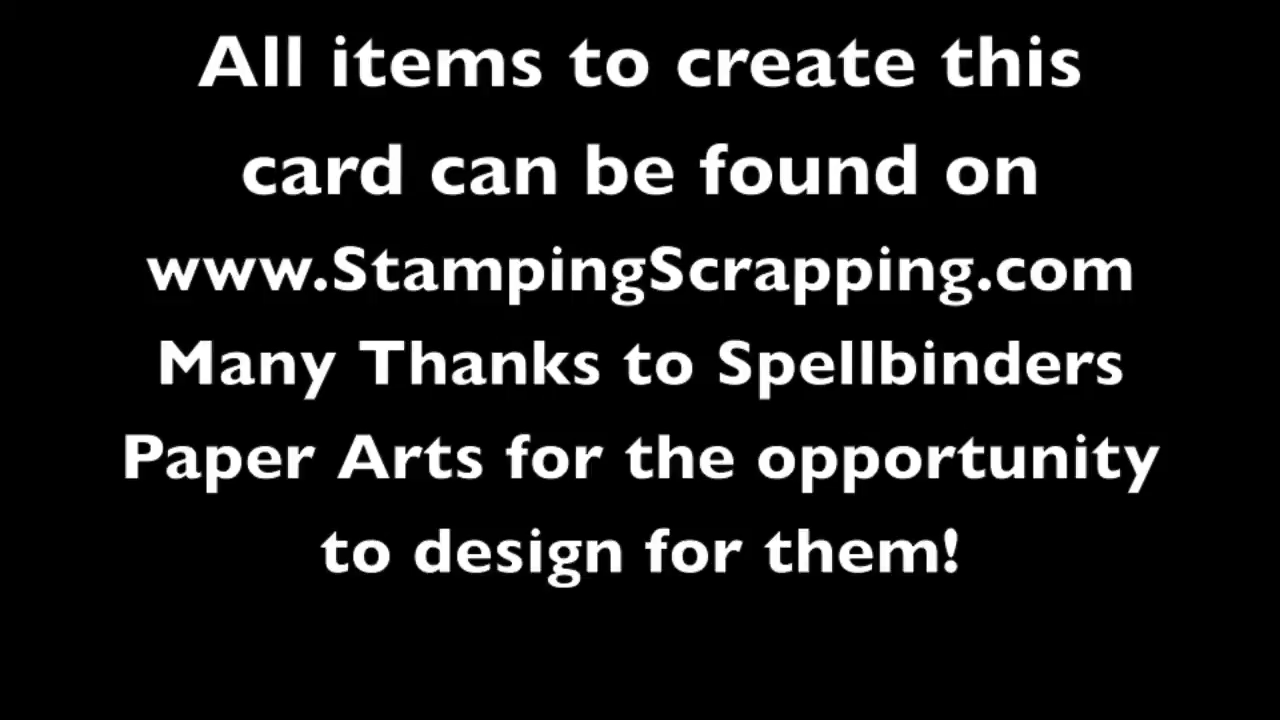 All items to create this
card can be found on
www.StampingScrapping.com
Many Thanks to Spellbinders
Paper Arts for the opportunity
to design for them!